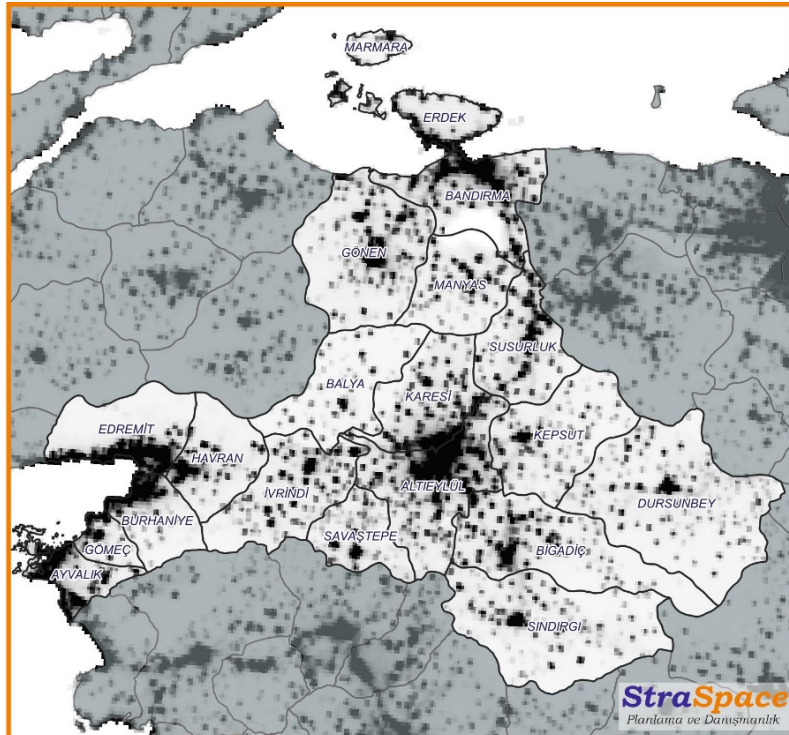 MARMARA
ERDEK
BANDIRMA
GÖNEN
MANYAS
SUSURLUK
BALYA
KARESİ
EDREMİT
HAVRAN
KEPSUT
İVRİNDİ
ALTIEYLÜL
DURSUNBEY
BURHANİYE
SAVAŞTEPE
GÖMEÇ
BİGADİÇ
AYVALIK
SINDIRGI
StraSpace
Planlama ve Danışmanlık